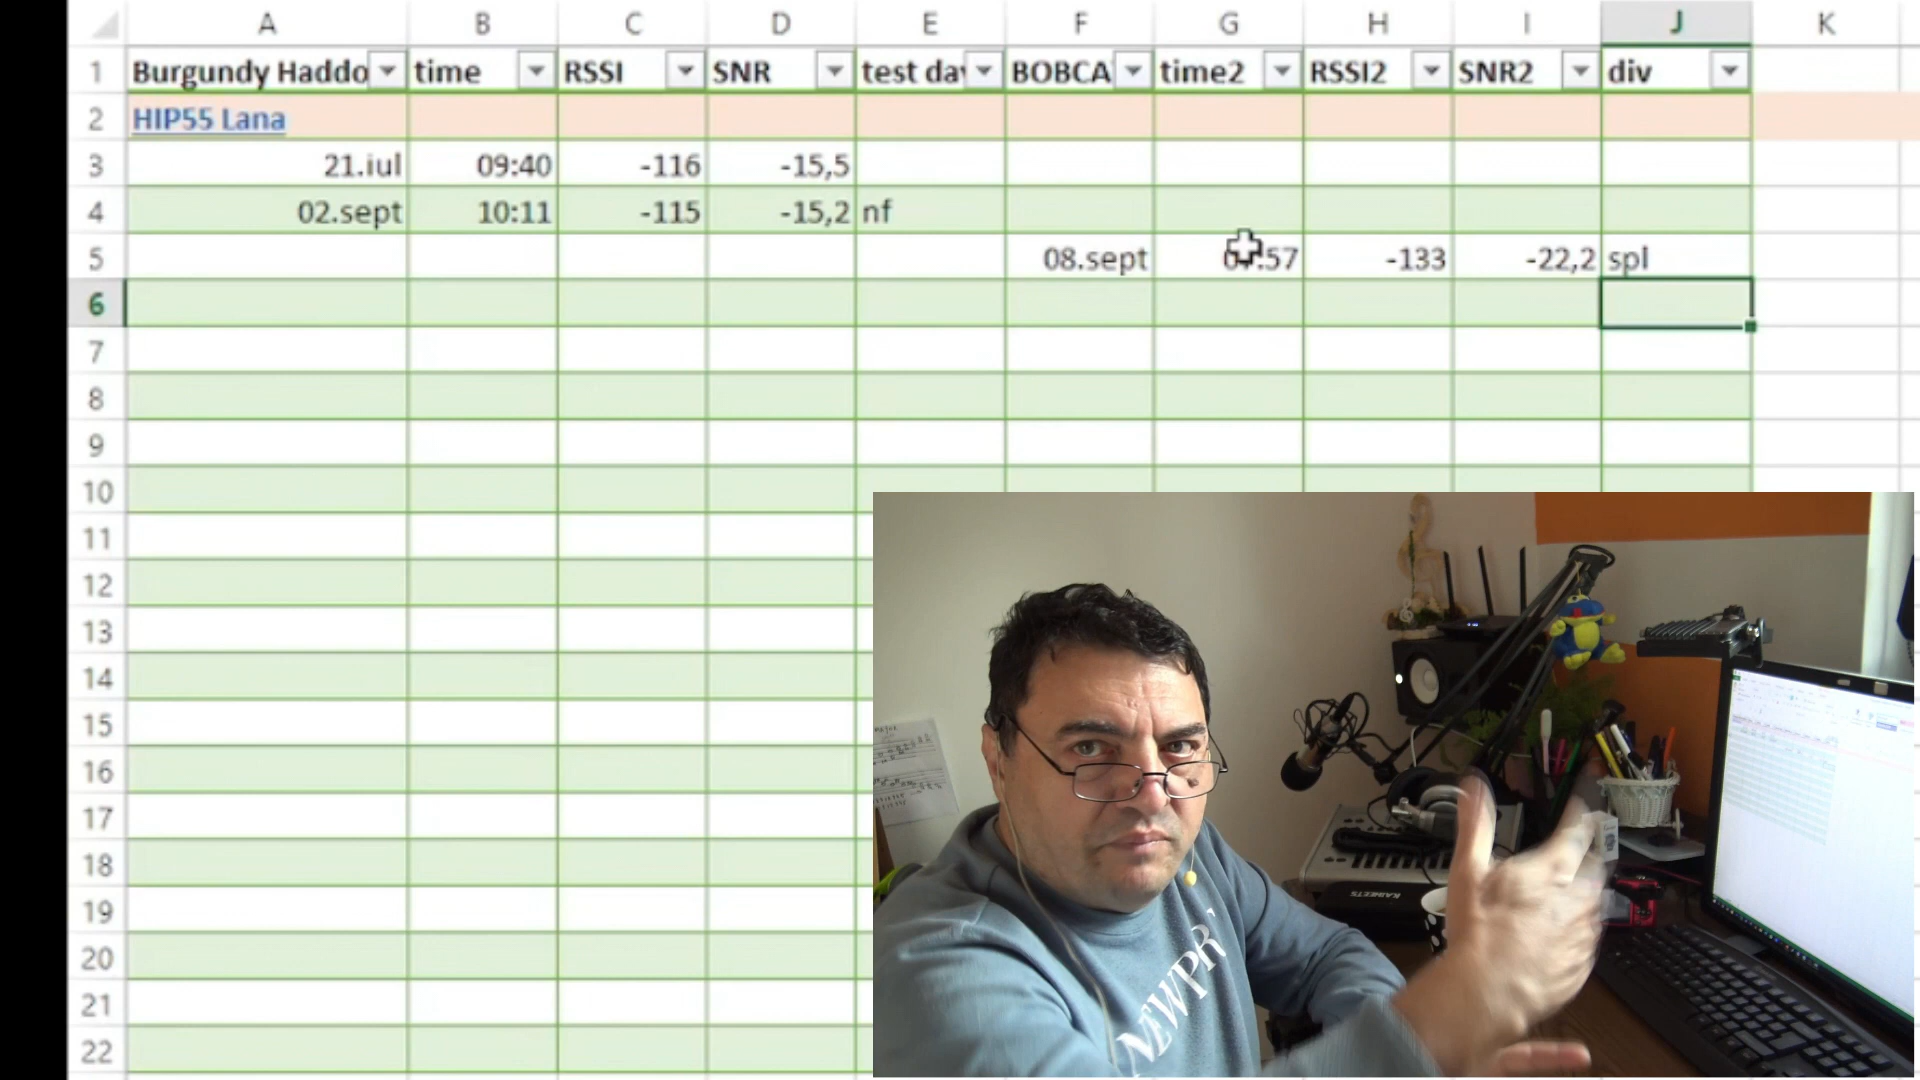 A B C D E F G H I J K
1 Burgundy Haddo time RSSI SNR test da BOBCA time2 RSSI2 SNR2 div
2 HIP55 Lana
3 21.iul 09:40 -116 -15,5
4 02.sept 10:11 -115 -15,2 nf
5 08.sept :57 -133 -22,2 spl
6
7
8
9
10
11
12
13
14
15
16
17
18
19
20
21
22
NEWPR